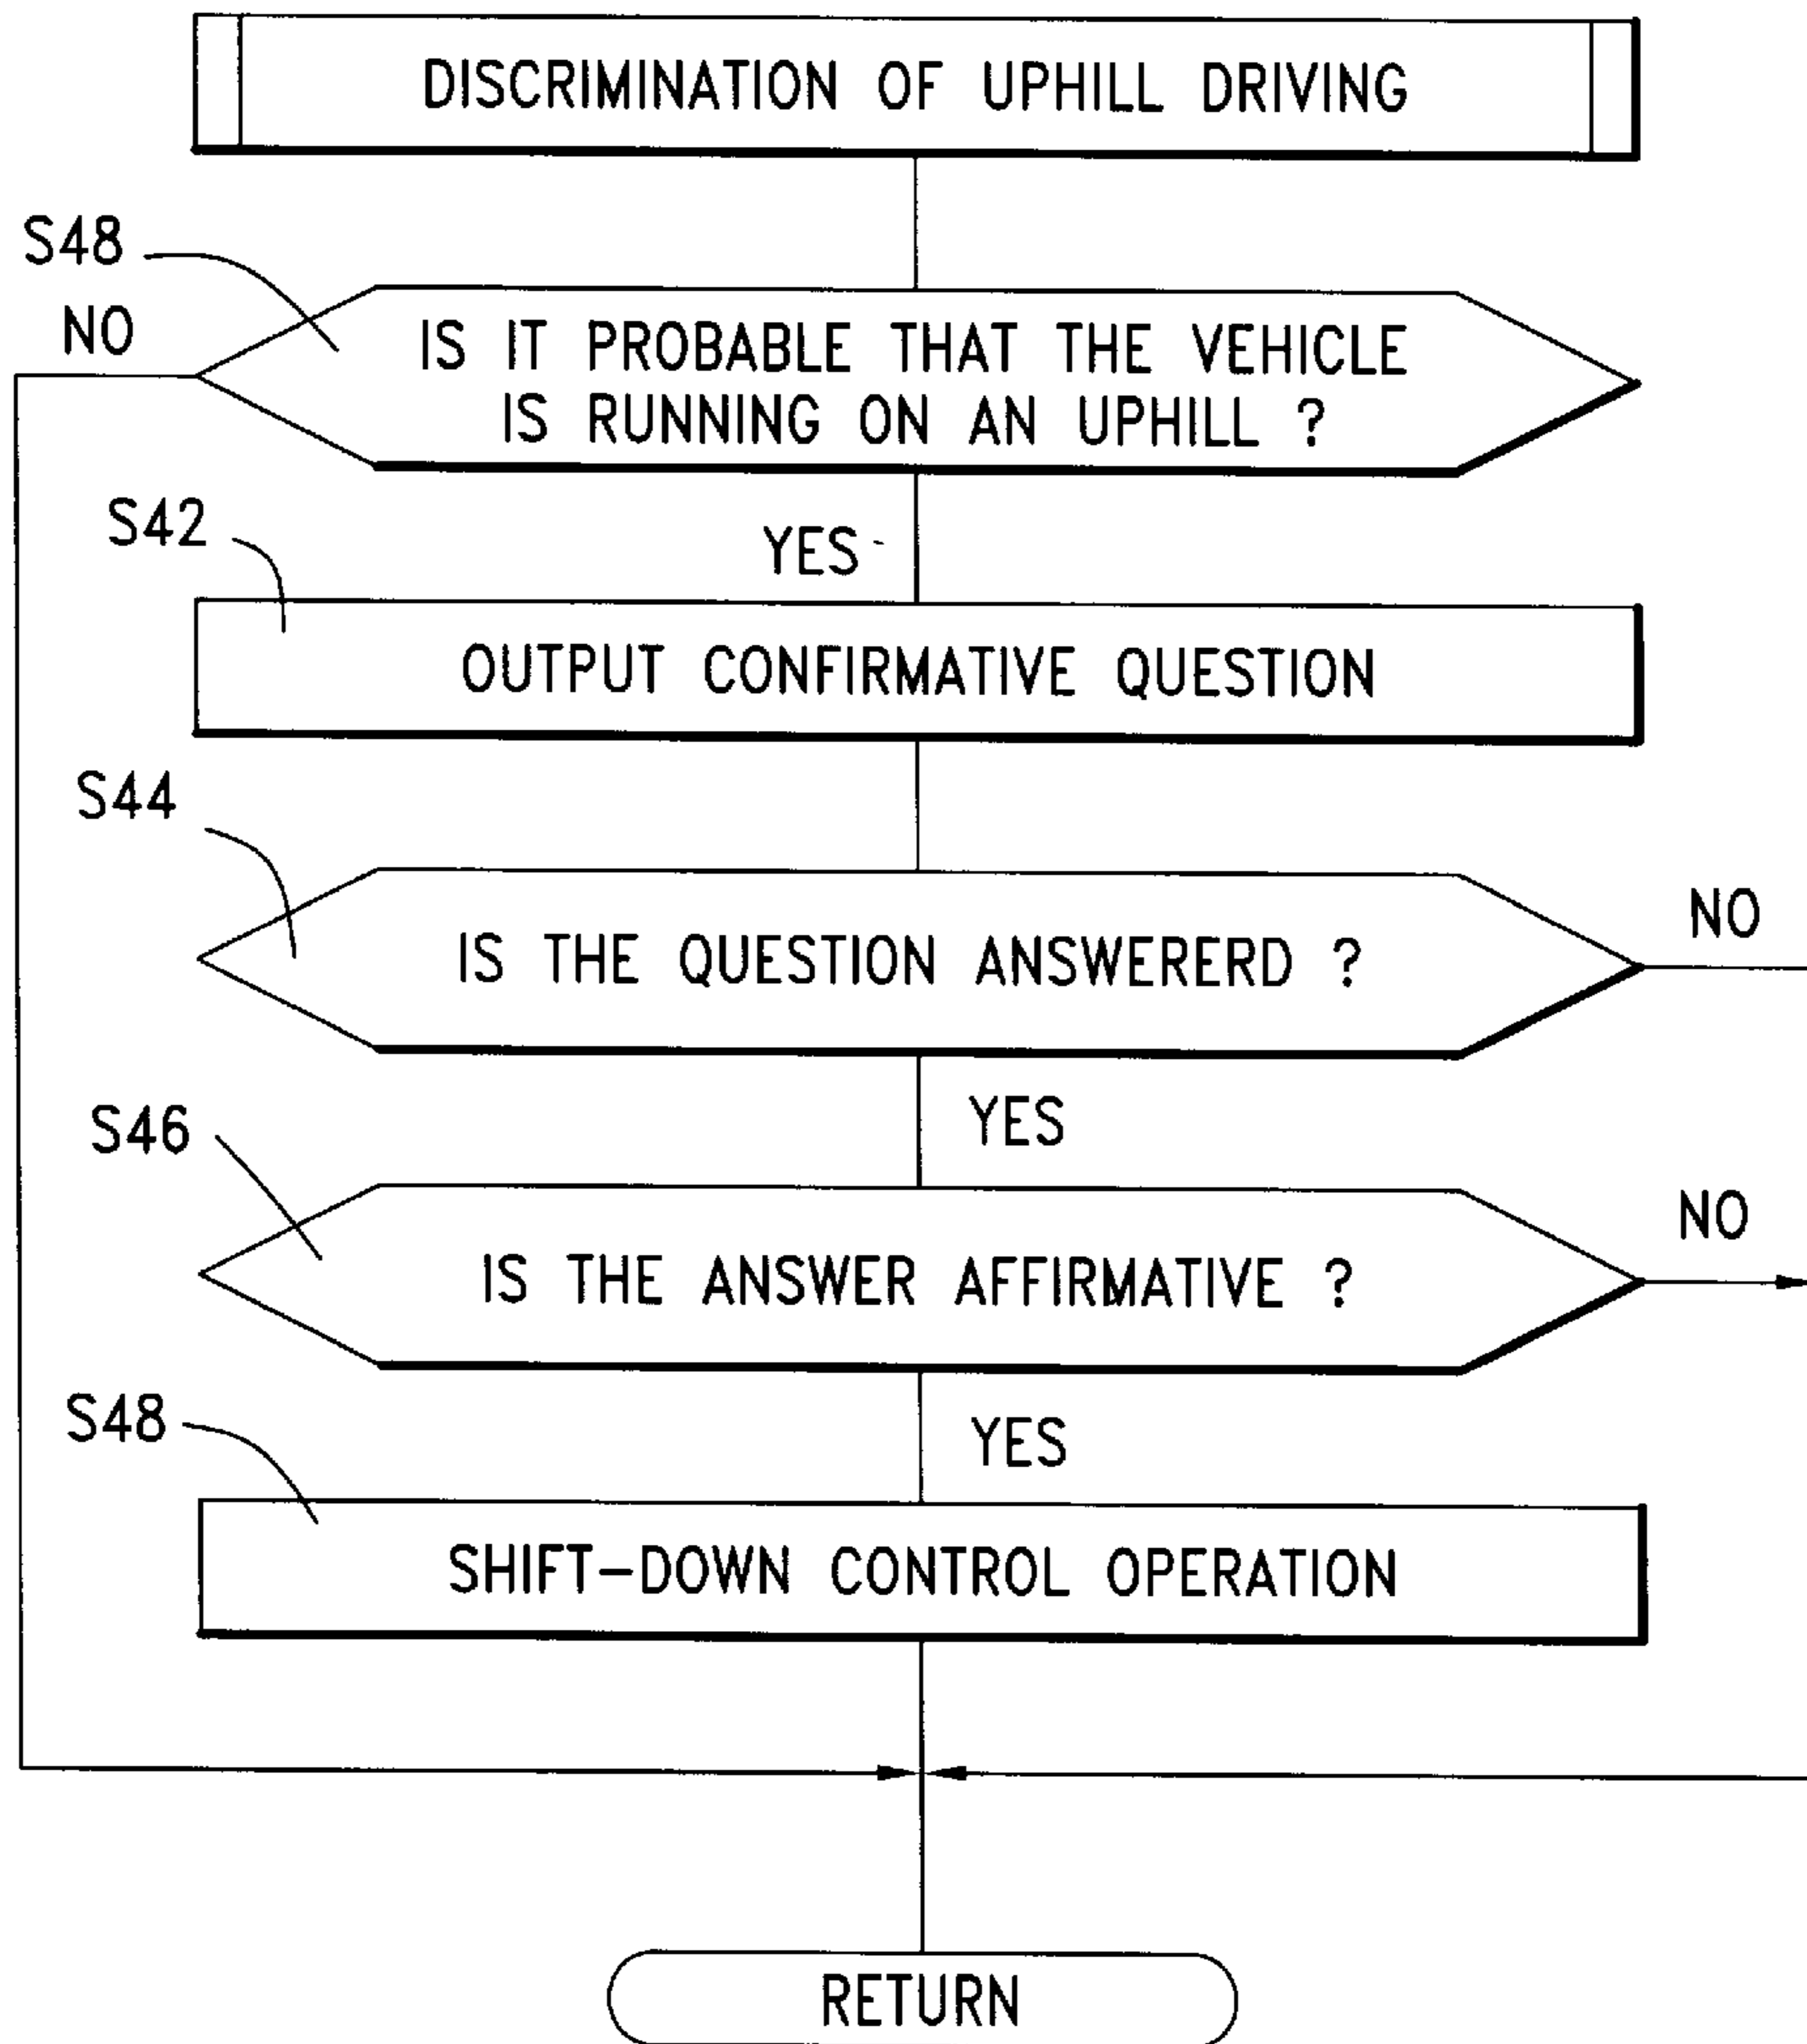 DISCRIMINATION OF UPHILL DRIVING
S48
NO
IS IT PROBABLE THAT THE VEHICLE
IS RUNNING ON AN UPHILL ?
S42
YES
OUTPUT CONFIRMATIVE QUESTION
S44
IS THE QUESTION ANSWERERD ?
NO
YES
S46
IS THE ANSWER AFFIRMATIVE ?
NO
YES
S48
SHIFT-DOWN CONTROL OPERATION
RETURN